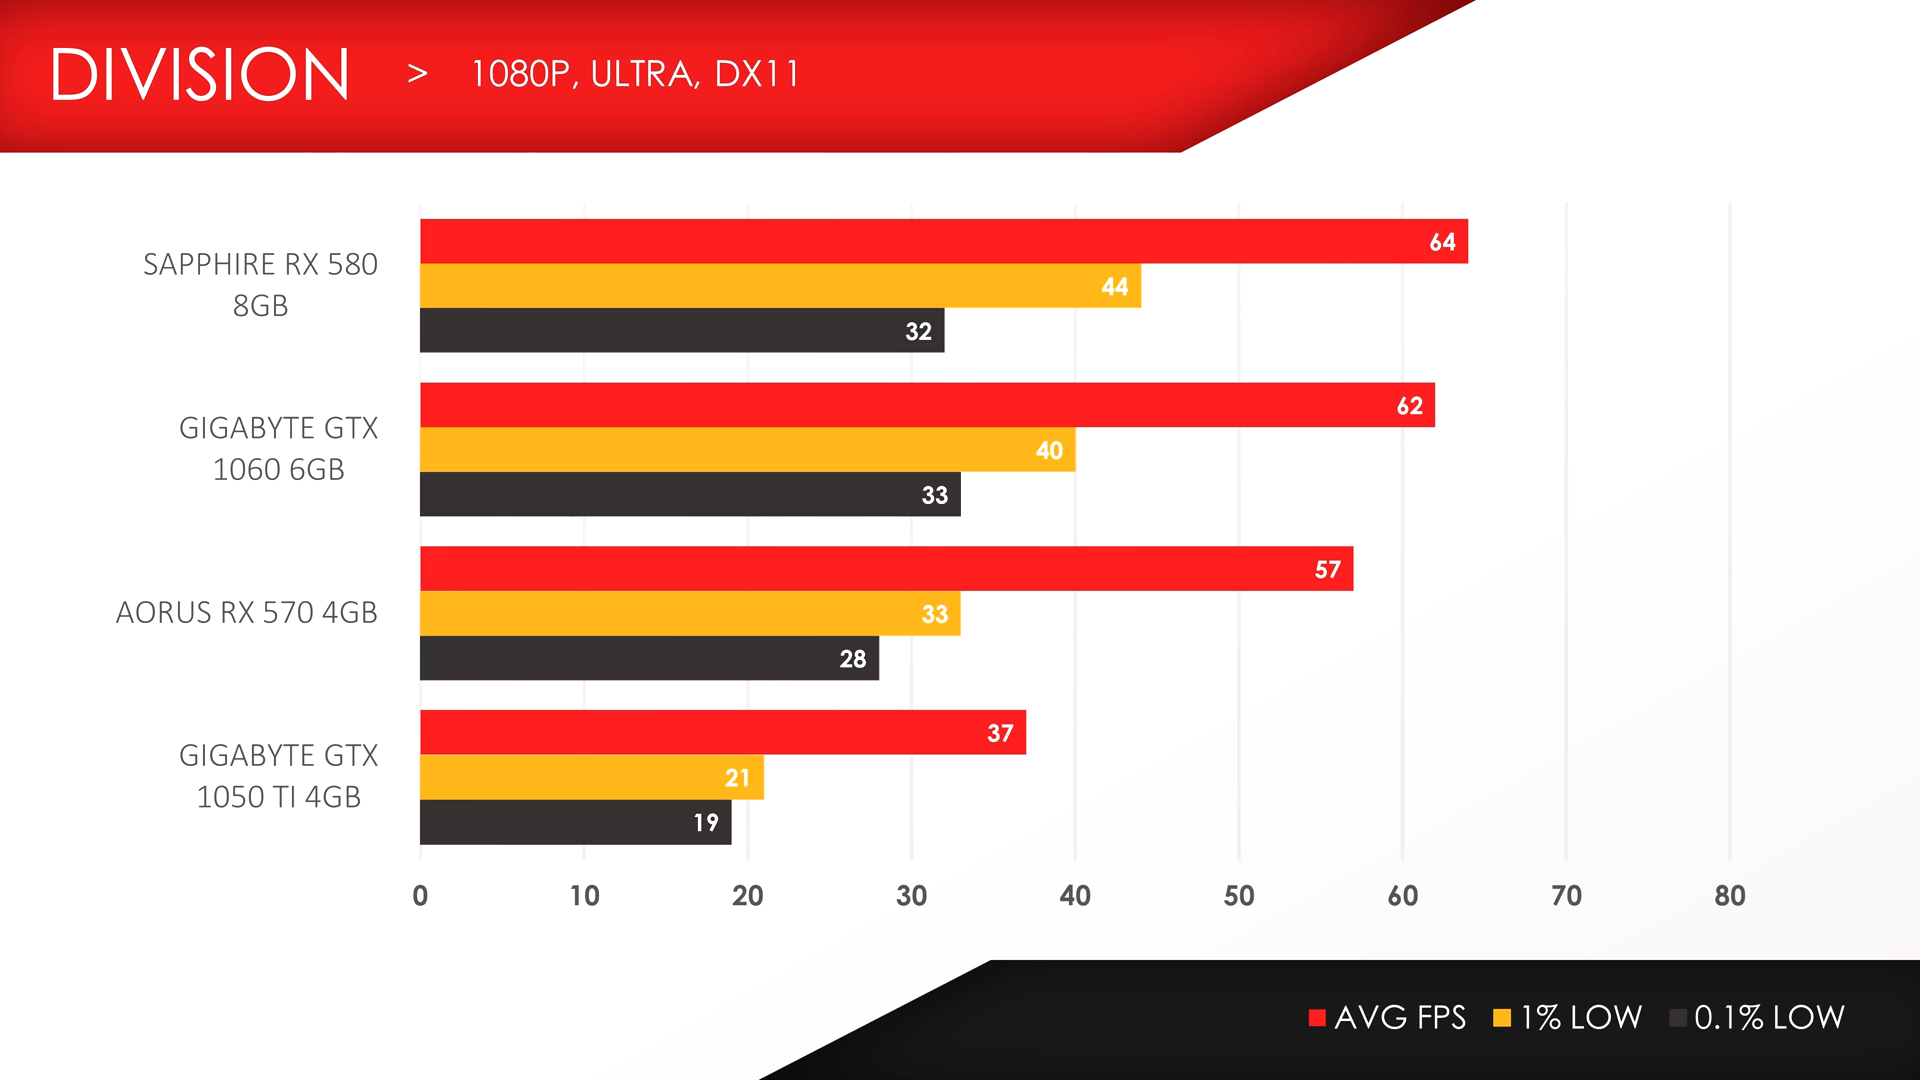 DIVISION > 1080P, ULTRA, DX11
SAPPHIRE RX 580
8GB
64
44
32
GIGABYTE GTX
1060 6GB
62
40
33
AORUS RX 570 4GB
57
33
28
GIGABYTE GTX
1050 TI 4GB
37
21
19
0 10 20 30 40 50 60 70 80
AVG FPS 1% LOW 0.1% LOW